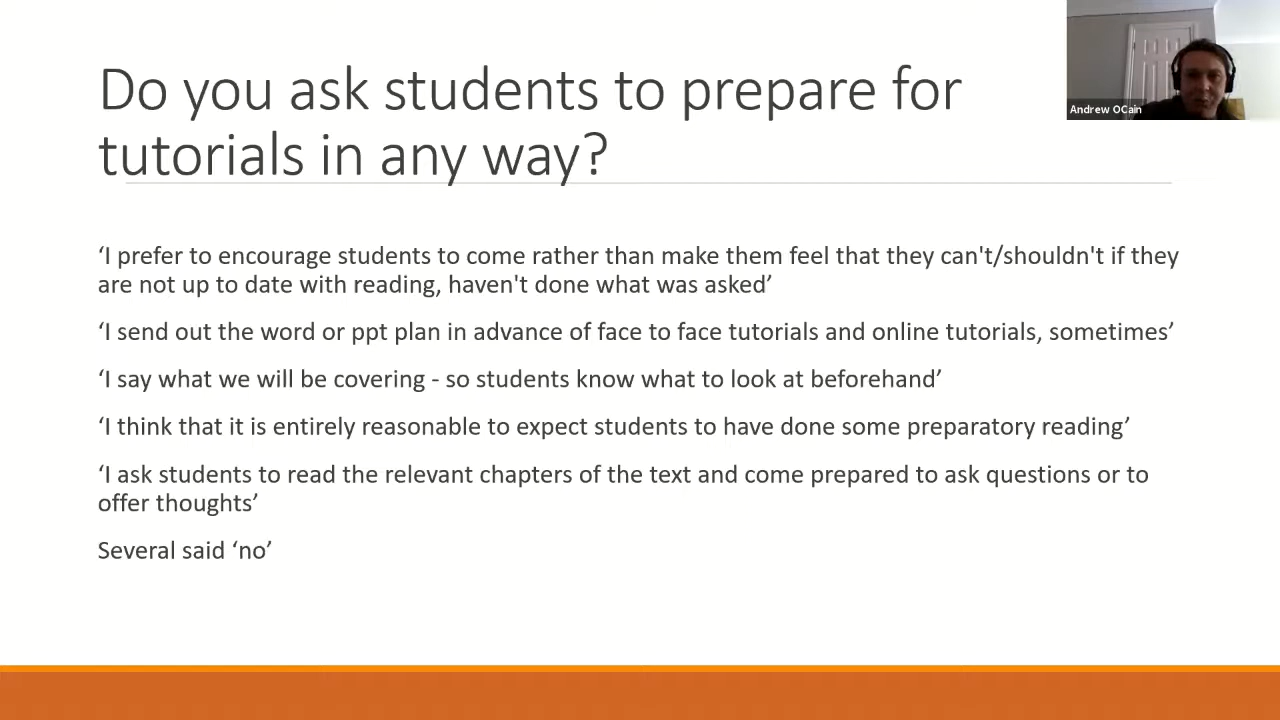 Do you ask students to prepare for
tutorials in any way?
Andrew OCain
‘I prefer to encourage students to come rather than make them feel that they can't/shouldn't if they
are not up to date with reading, haven't done what was asked’
‘I send out the word or ppt plan in advance of face to face tutorials and online tutorials, sometimes’
‘I say what we will be covering - so students know what to look at beforehand’
‘I think that it is entirely reasonable to expect students to have done some preparatory reading’
‘I ask students to read the relevant chapters of the text and come prepared to ask questions or to
offer thoughts’
Several said ‘no’